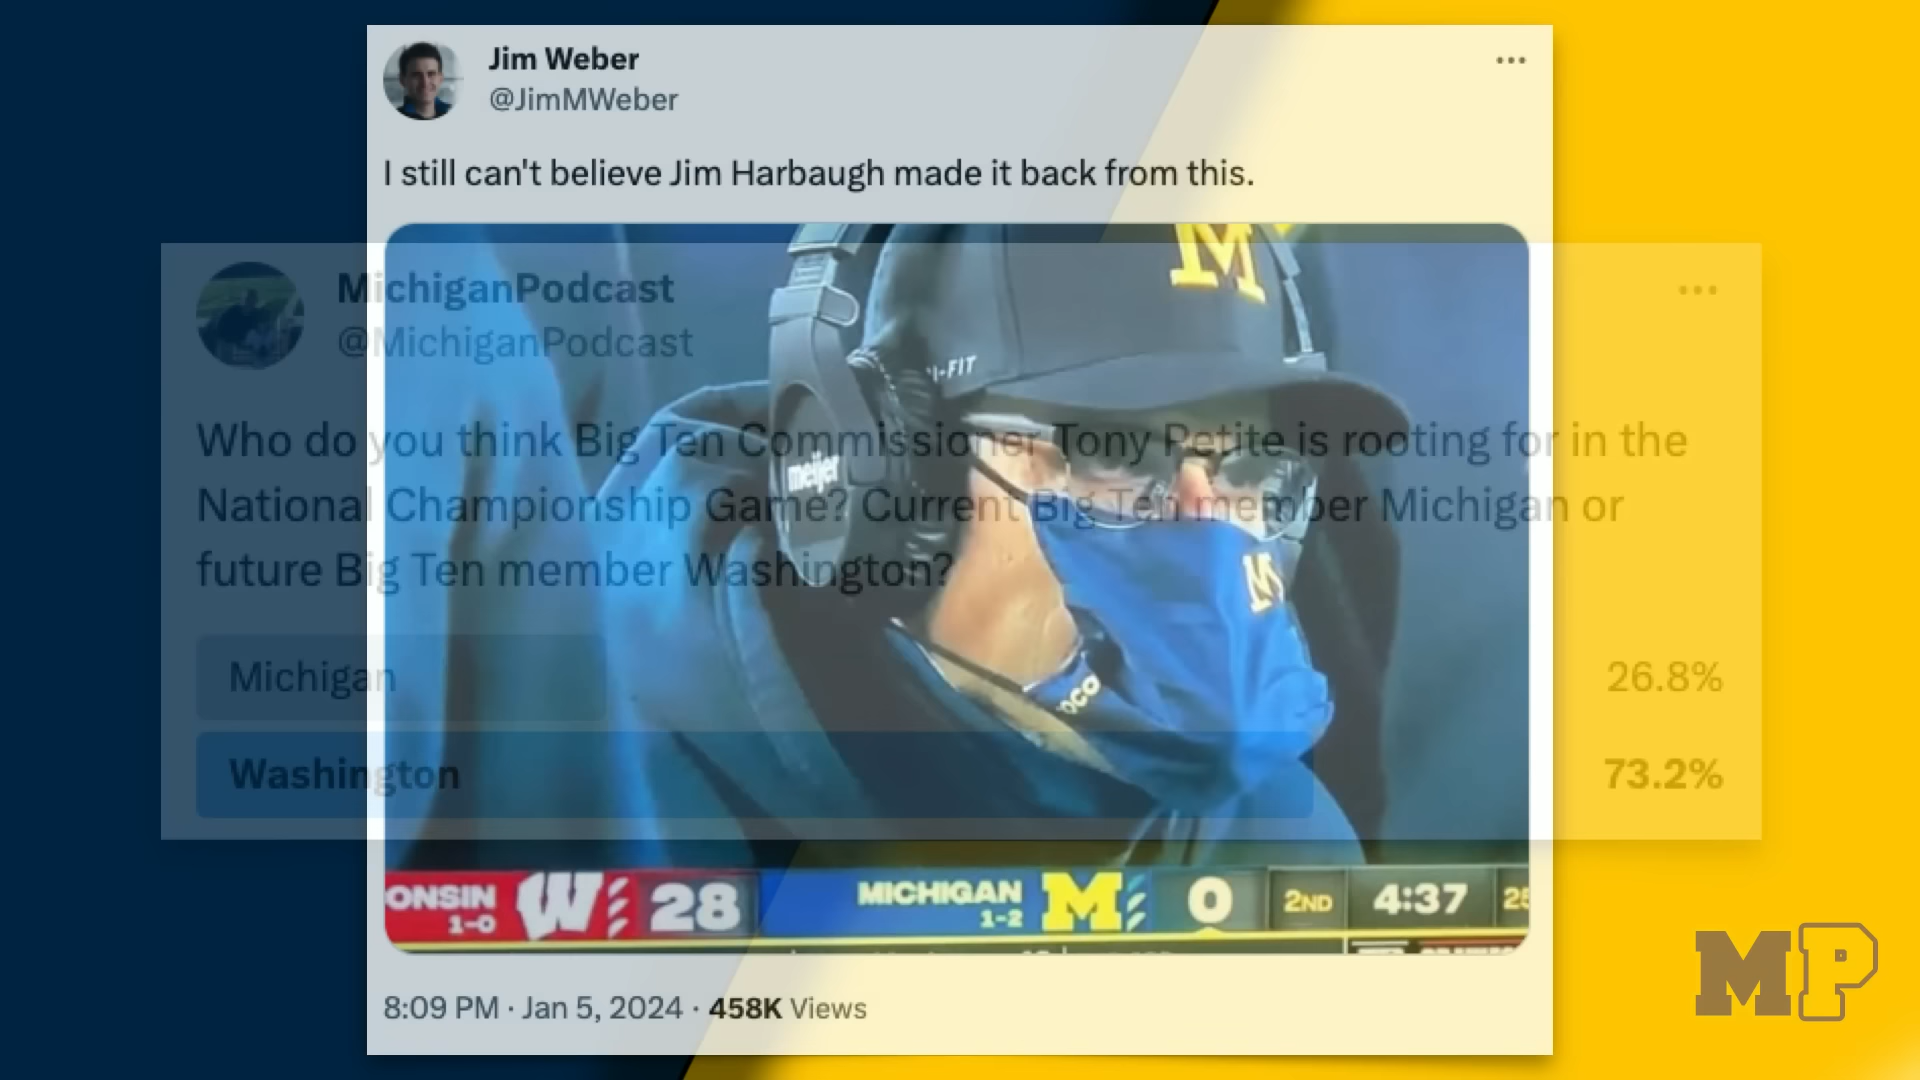 Jim Weber
@JimMWeber
I still can't believe Jim Harbaugh made it back from this.
M
I-FIT
meijer
M
OCO
ONSIN
1-0
W
28
MICHIGAN
1-2
M
0
2ND
4:37
25
8:09 PM · Jan 5, 2024 · 458K Views
MichiganPodcast
@MichiganPodcast
Who do you think Big Ten Commissioner Tony Petite is rooting for in the
National Championship Game? Current Big Ten member Michigan or
future Big Ten member Washington?
Michigan 26.8%
Washington 73.2%
MP